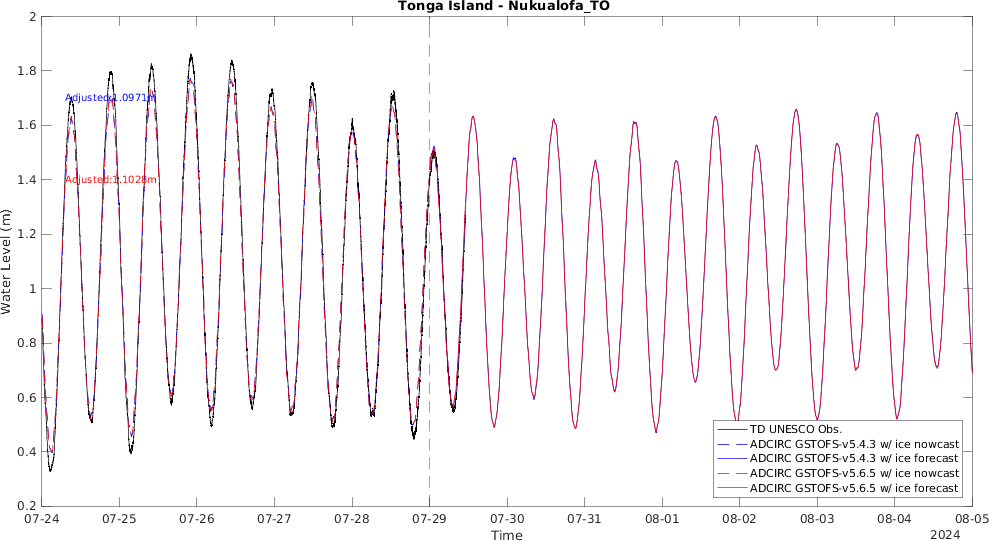 Tonga Island - Nukualofa_TO
Water Level (m)
2
1.8
1.6
1.4
1.2
1
0.8
0.6
0.4
0.2
Adjusted:1.0971m
Adjusted:1.1028m
TD UNESCO Obs.
ADCIRC GSTOFS-v5.4.3 w/ ice nowcast
ADCIRC GSTOFS-v5.4.3 w/ ice forecast
ADCIRC GSTOFS-v5.6.5 w/ ice nowcast
ADCIRC GSTOFS-v5.6.5 w/ ice forecast
07-24 07-25 07-26 07-27 07-28 07-29 07-30 07-31 08-01 08-02 08-03 08-04 08-05
Time
2024